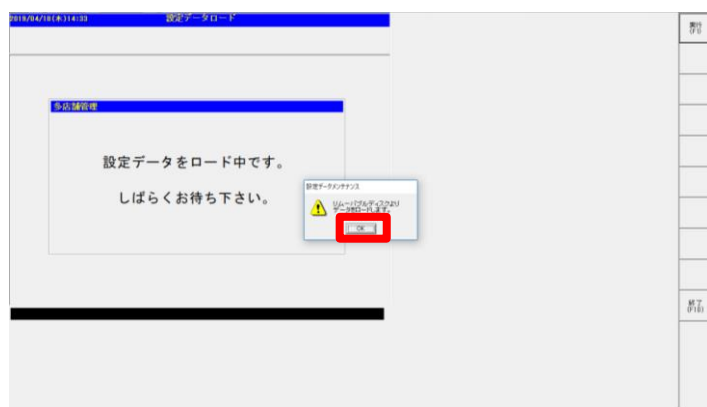 2019/04/18(木)14:33 設定データロード
実行
(F1)
多店舗管理
設定データをロード中です。
しばらくお待ち下さい。
設定データメンテナンス
リムーバブルディスクより
データをロードします。
OK
終了
(F10)